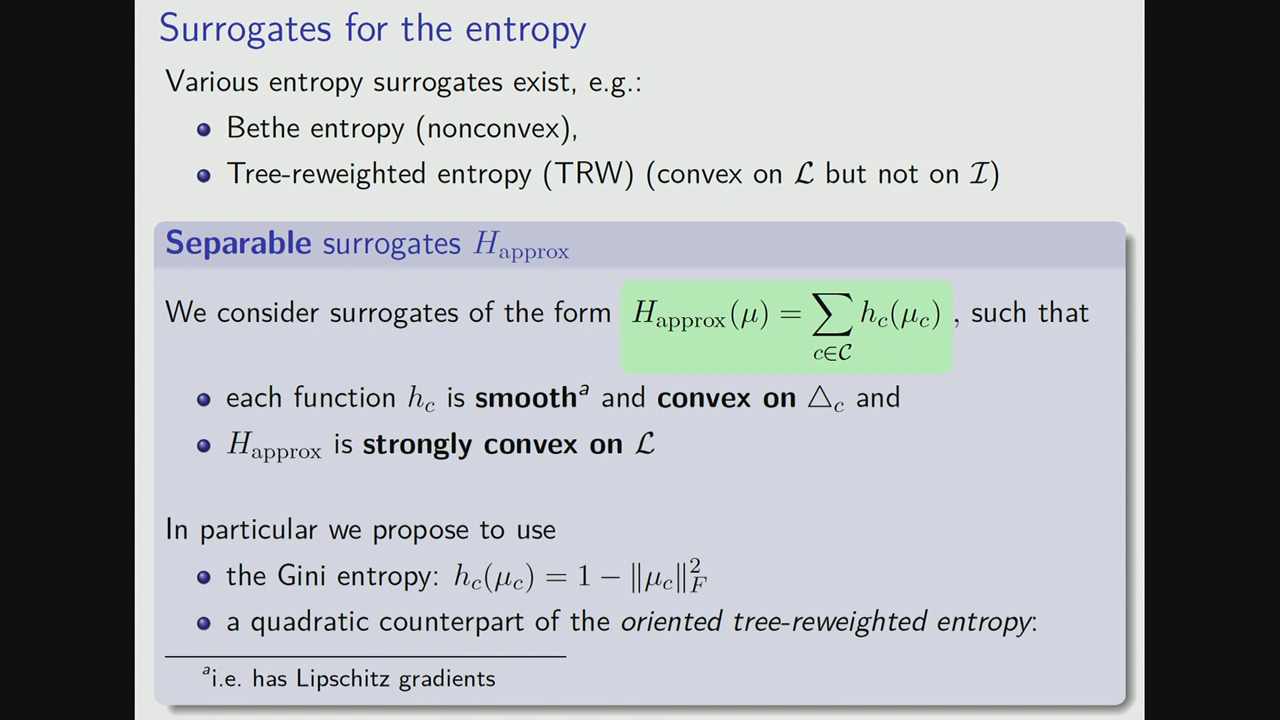 Surrogates for the entropy
Various entropy surrogates exist, e.g.:
Bethe entropy (nonconvex),
Tree-reweighted entropy (TRW) (convex on ℒ but not on ℐ)
Separable surrogates H_approx
We consider surrogates of the form H_approx(μ) = ∑_{c∈𝒞} h_c(μ_c) , such that
each function h_c is smooth^a and convex on △_c and
H_approx is strongly convex on ℒ
In particular we propose to use
the Gini entropy: h_c(μ_c) = 1 − ‖μ_c‖²_F
a quadratic counterpart of the oriented tree-reweighted entropy:
^a i.e. has Lipschitz gradients